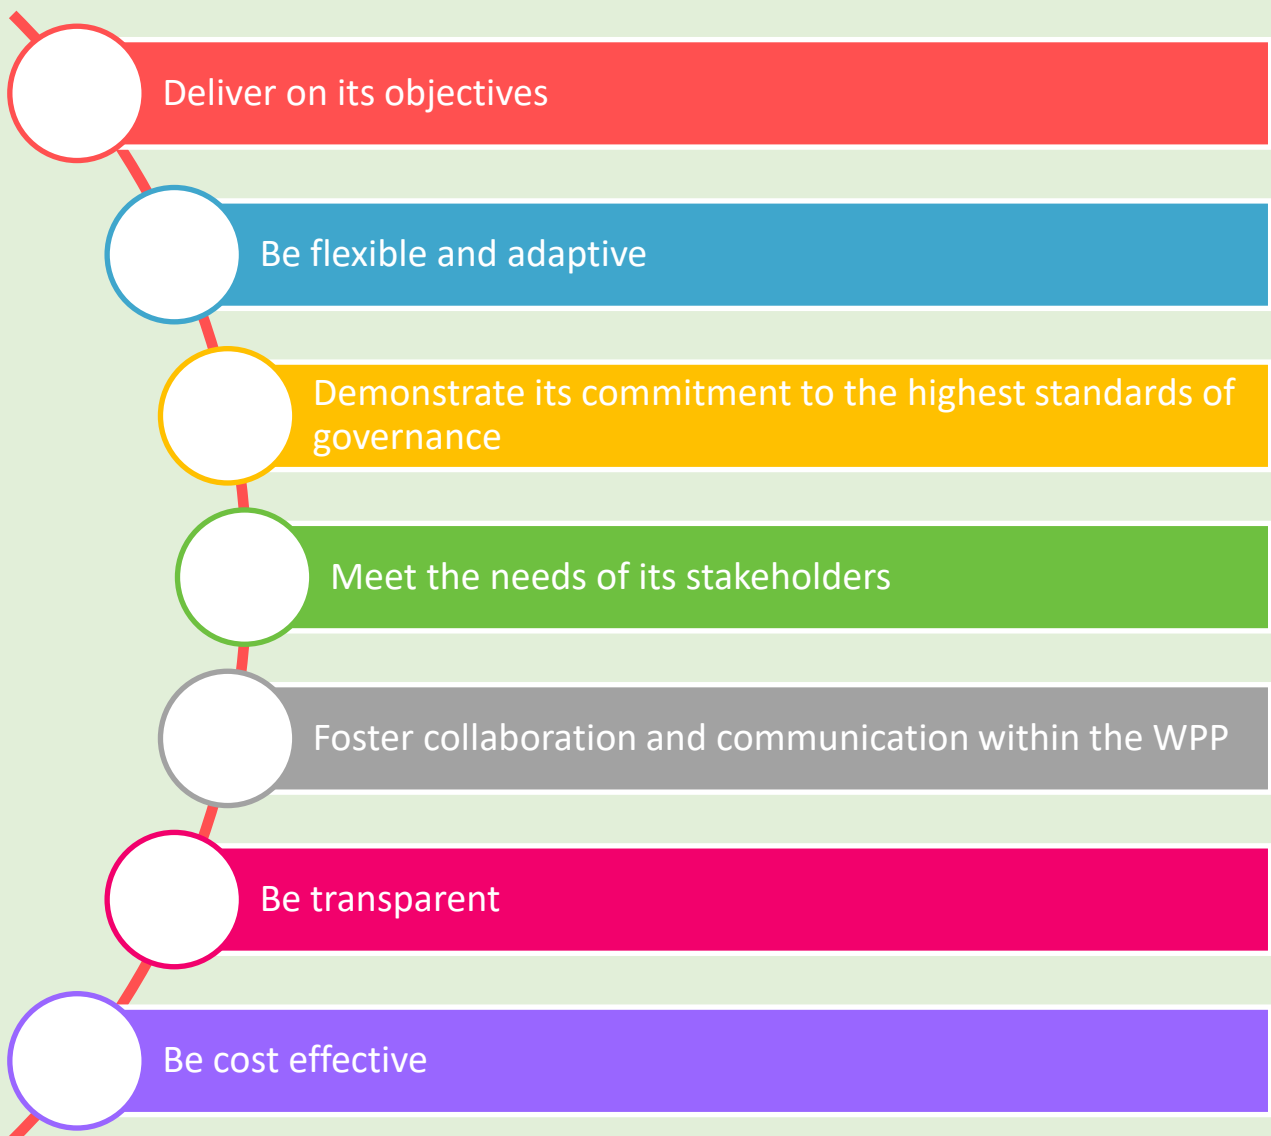 Deliver on its objectives
Be flexible and adaptive
Demonstrate its commitment to the highest standards of
governance
Meet the needs of its stakeholders
Foster collaboration and communication within the WPP
Be transparent
Be cost effective